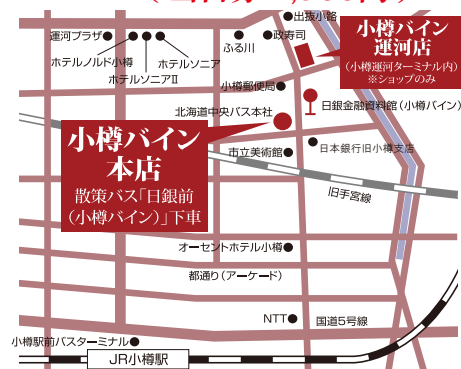 出抜小路
運河プラザ
ふる川
政寿司
小樽バイン
運河店
(小樽運河ターミナル内)
※ショップのみ
ホテルノルド小樽
ホテルソニア
ホテルソニアII
小樽郵便局
日銀金融資料館(小樽バイン)
北海道中央バス本社
小樽バイン
本店
散策バス「日銀前
(小樽バイン)」下車
市立美術館
日本銀行旧小樽支店
旧手宮線
オーセントホテル小樽
都通り(アーケード)
NTT
国道5号線
小樽駅前バスターミナル
JR小樽駅